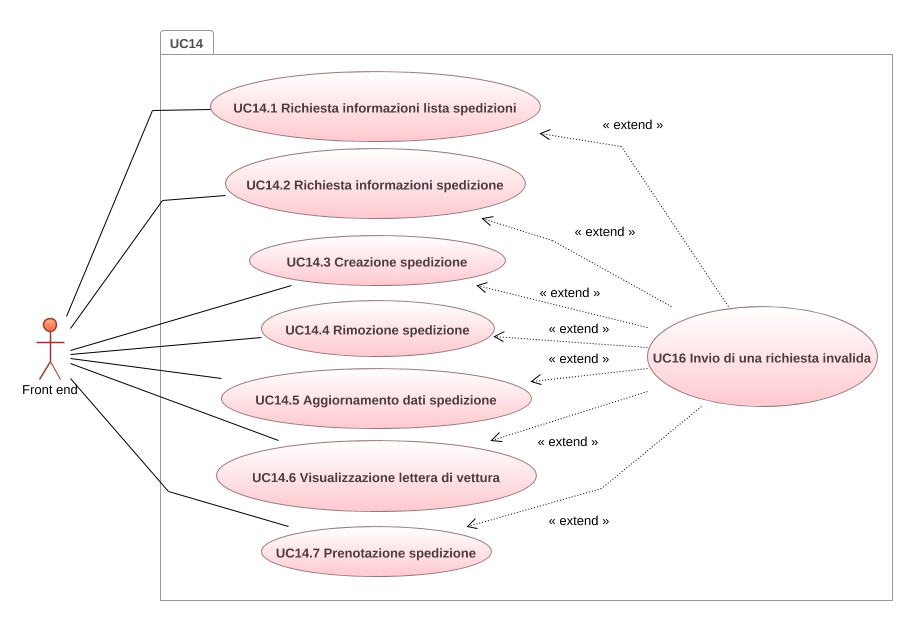 UC14
UC14.1 Richiesta informazioni lista spedizioni
« extend »
UC14.2 Richiesta informazioni spedizione
« extend »
UC14.3 Creazione spedizione
« extend »
UC14.4 Rimozione spedizione
« extend »
UC16 Invio di una richiesta invalida
« extend »
Front end
UC14.5 Aggiornamento dati spedizione
« extend »
UC14.6 Visualizzazione lettera di vettura
« extend »
UC14.7 Prenotazione spedizione